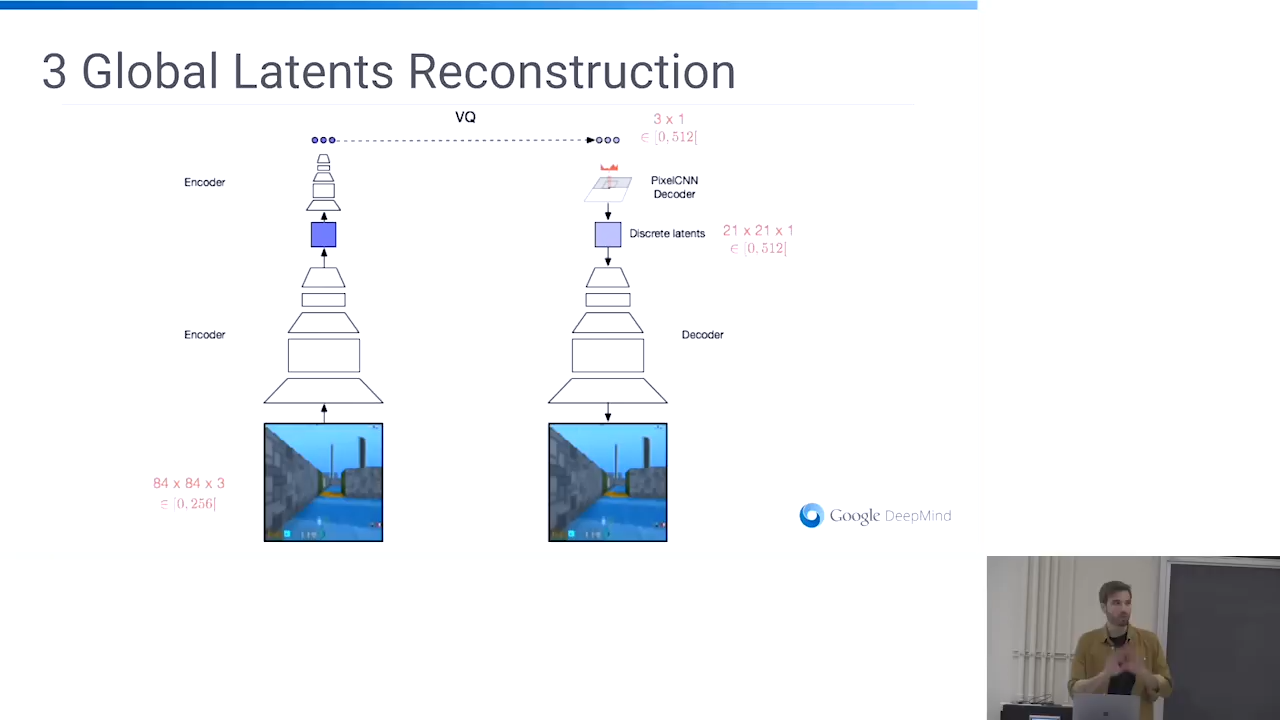 3 Global Latents Reconstruction
VQ
3 x 1
∈ [0, 512[
Encoder
PixelCNN
Decoder
Discrete latents
21 x 21 x 1
∈ [0, 512[
Encoder
Decoder
84 x 84 x 3
∈ [0, 256[
Google DeepMind